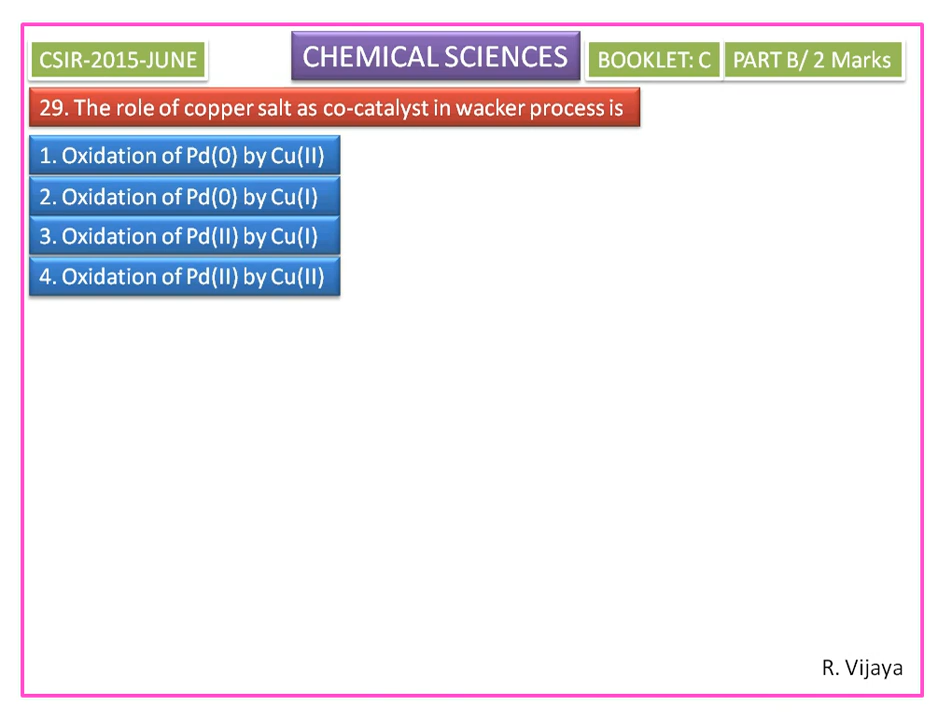 CSIR-2015-JUNE
CHEMICAL SCIENCES
BOOKLET: C
PART B/ 2 Marks
29. The role of copper salt as co-catalyst in wacker process is
1. Oxidation of Pd(0) by Cu(II)
2. Oxidation of Pd(0) by Cu(I)
3. Oxidation of Pd(II) by Cu(I)
4. Oxidation of Pd(II) by Cu(II)
R. Vijaya